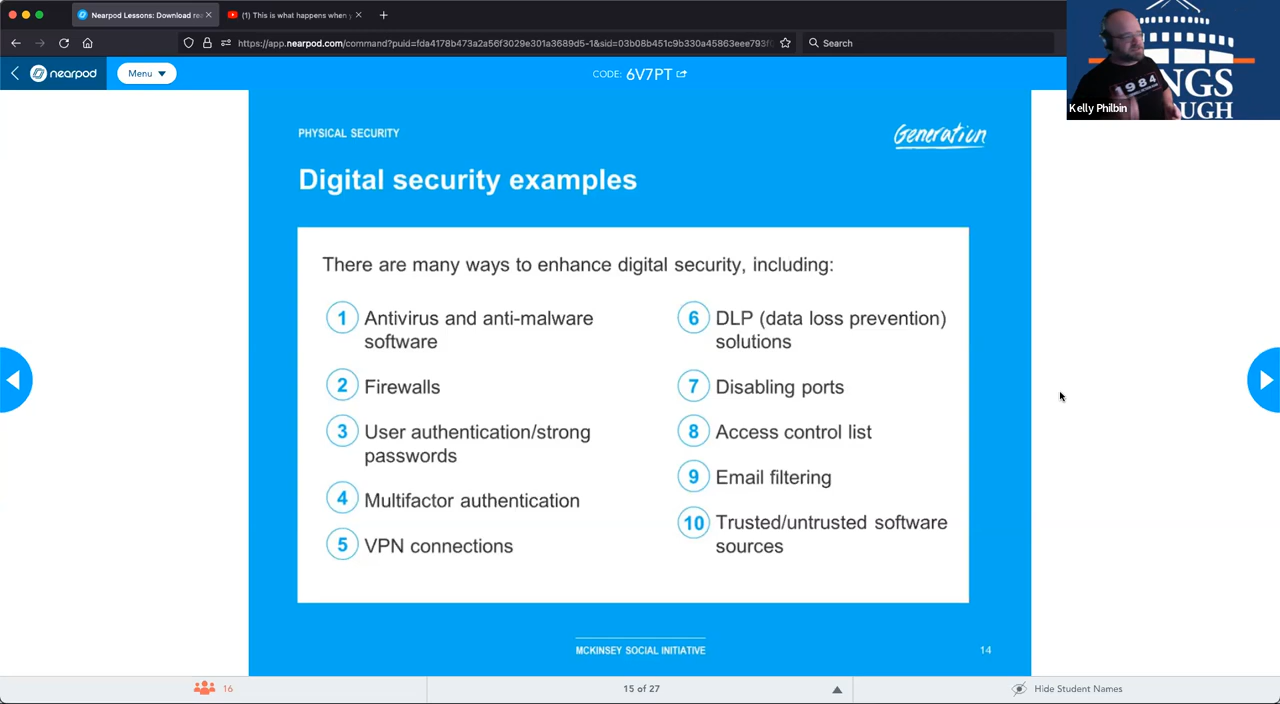 Nearpod Lessons: Download re
(1) This is what happens when
https://app.nearpod.com/command?puid=fda4178b473a2a56f3029e301a3689d5-1&sid=03b08b451c9b330a45863eee793f
Search
nearpod
Menu
CODE: 6V7PT
1984
NGS
OUGH
Kelly Philbin
PHYSICAL SECURITY
Generation
Digital security examples
There are many ways to enhance digital security, including:
1 Antivirus and anti-malware
software
2 Firewalls
3 User authentication/strong
passwords
4 Multifactor authentication
5 VPN connections
6 DLP (data loss prevention)
solutions
7 Disabling ports
8 Access control list
9 Email filtering
10 Trusted/untrusted software
sources
MCKINSEY SOCIAL INITIATIVE
14
16
15 of 27
Hide Student Names